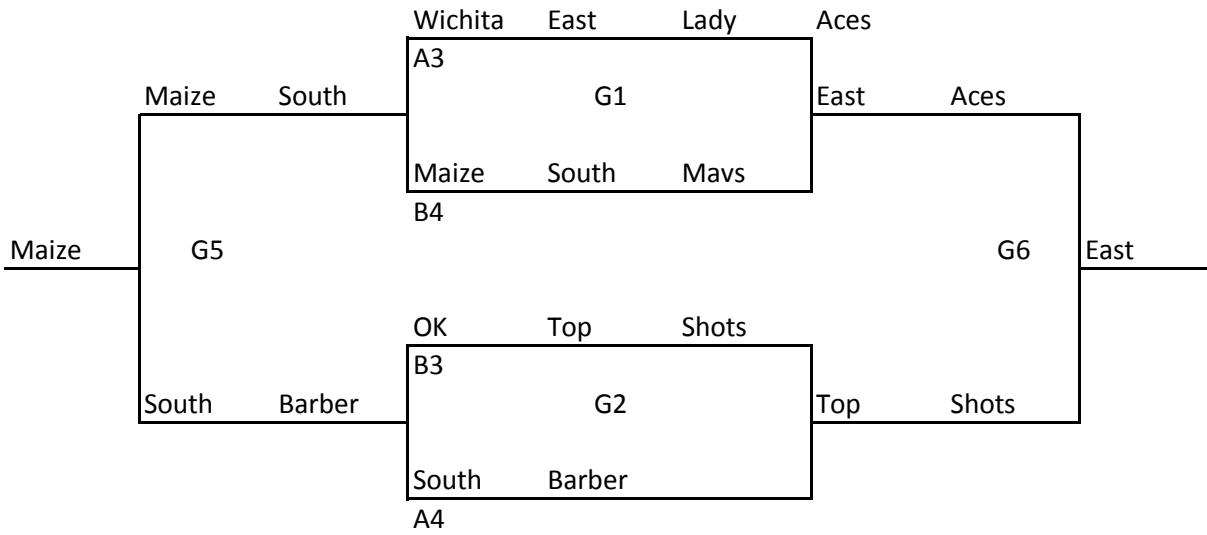 Wichita East Lady Aces
A3
Maize South G1 East Aces
Maize South Mavs
B4
Maize G5 G6 East
OK Top Shots
B3
South Barber G2 Top Shots
South Barber
A4